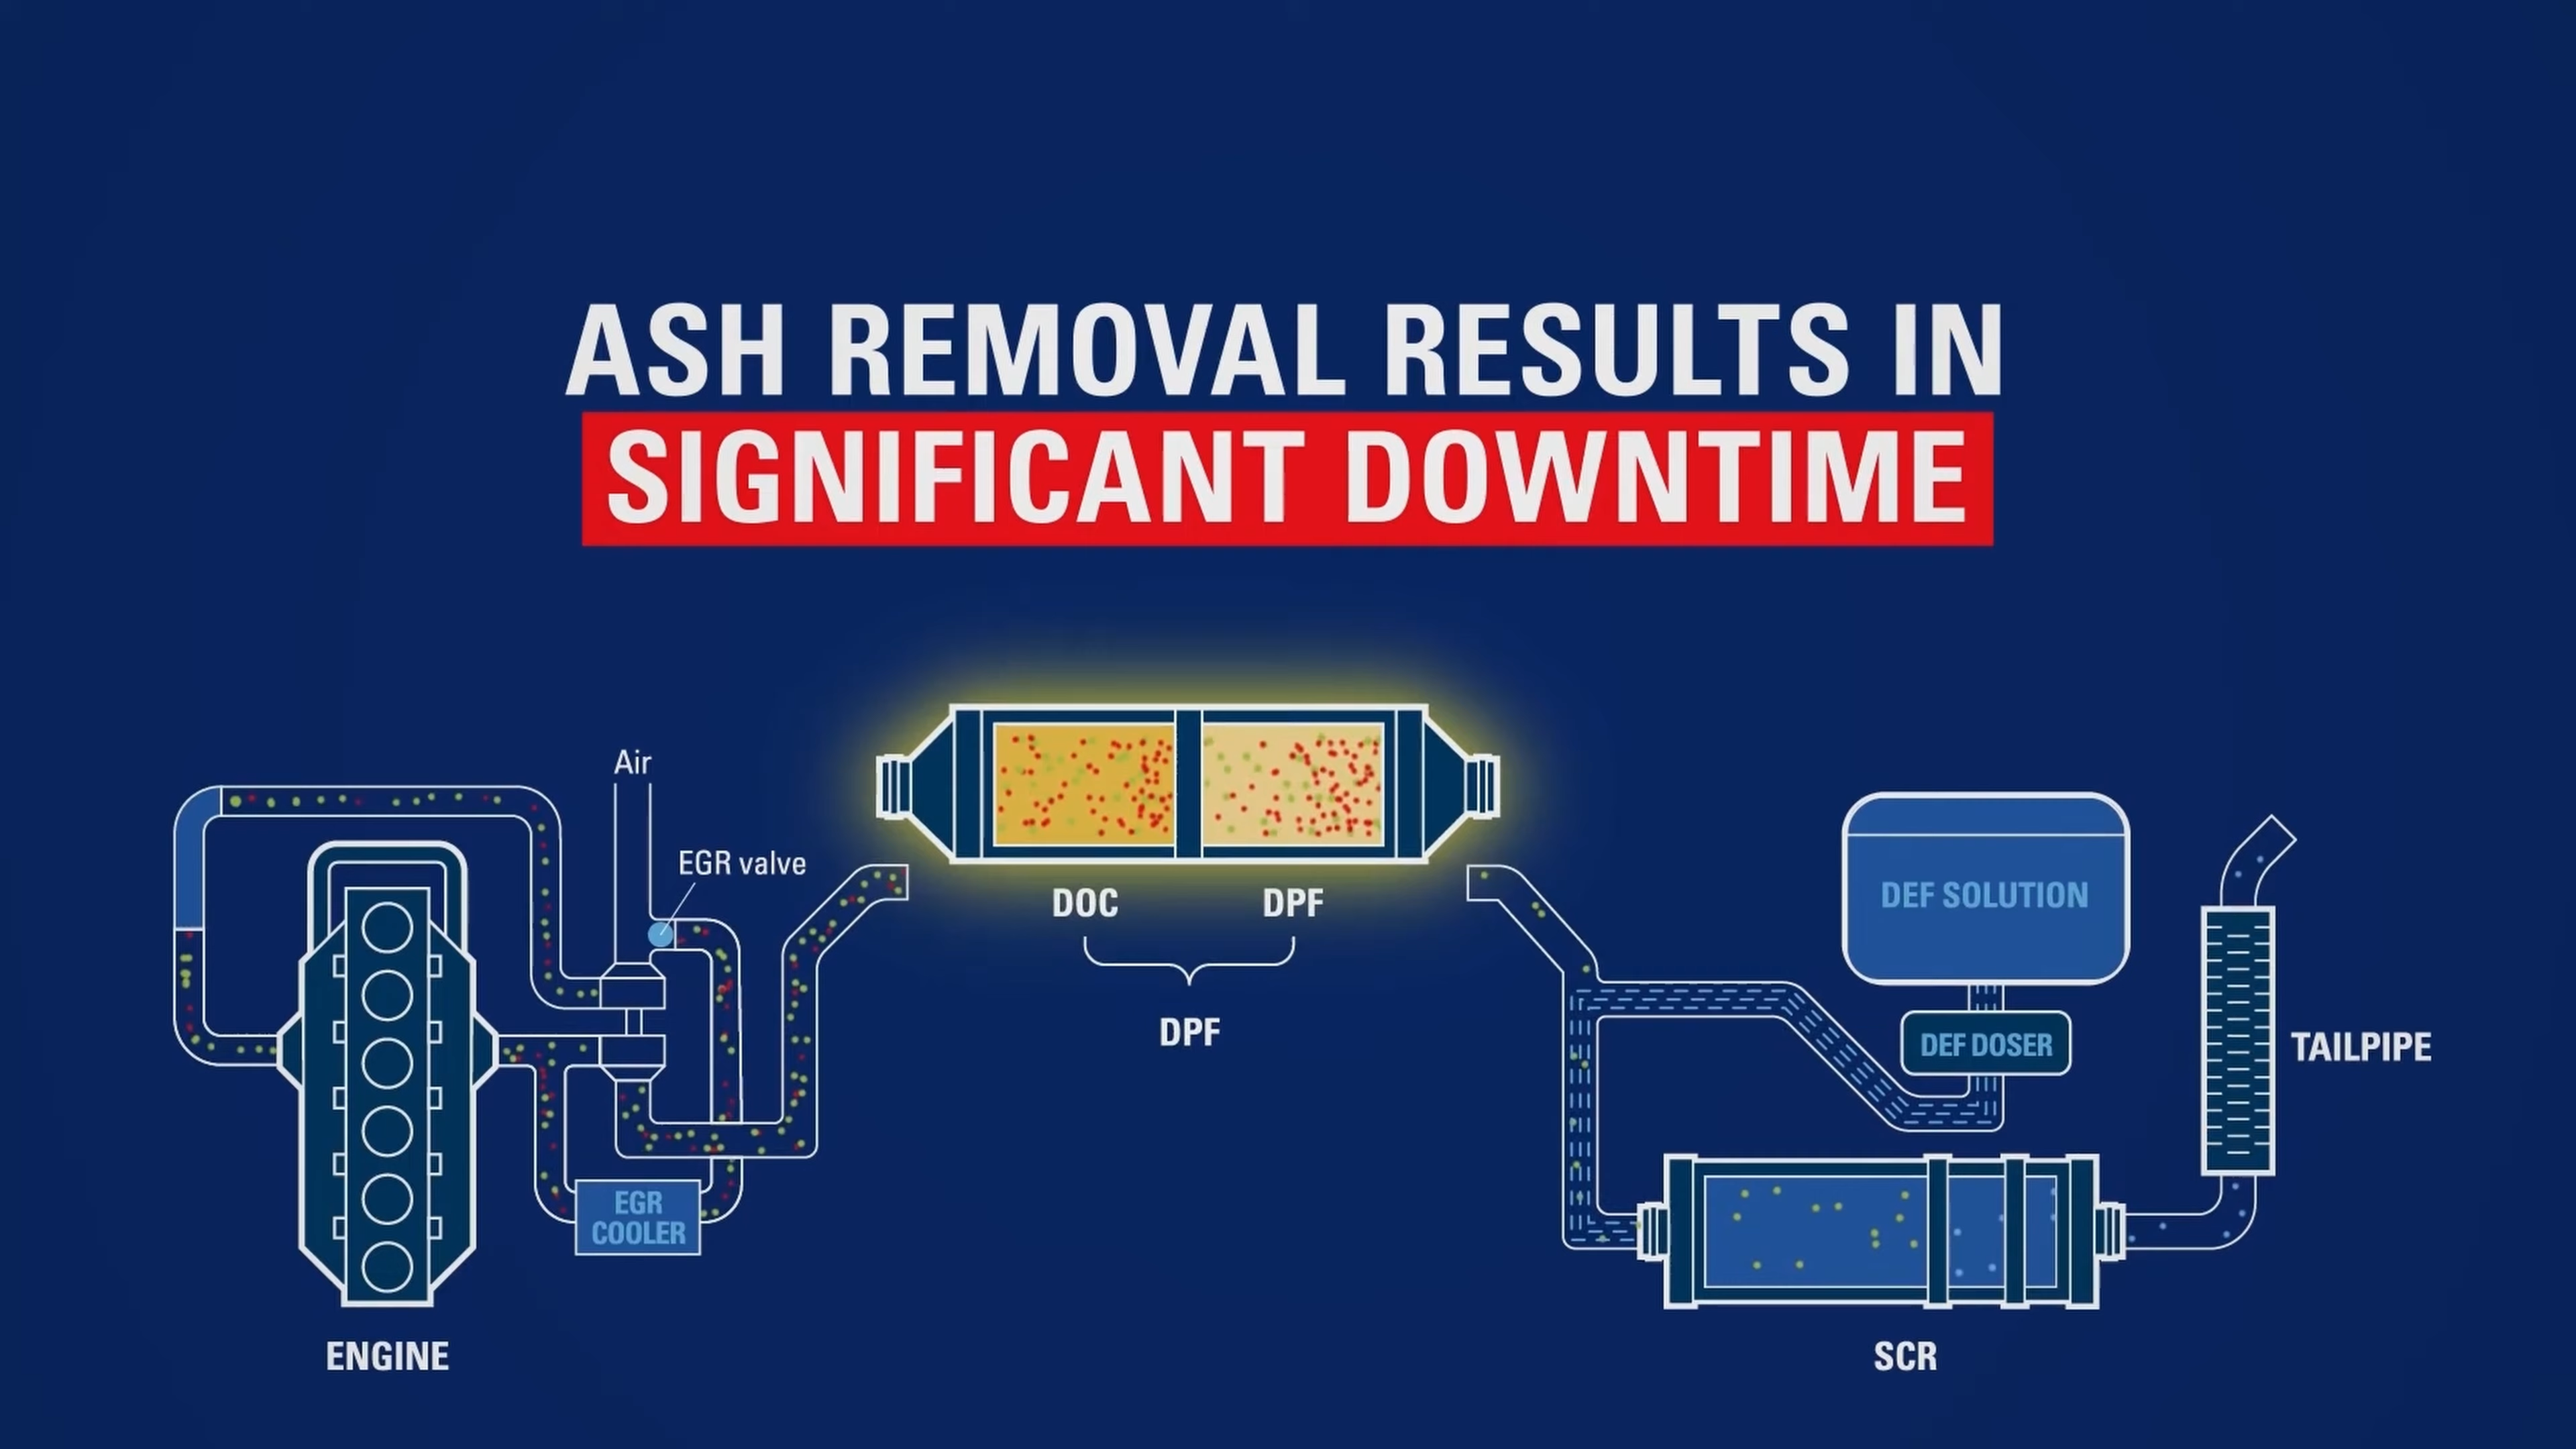 ASH REMOVAL RESULTS IN
SIGNIFICANT DOWNTIME
Air
EGR valve
DOC
DPF
DPF
DEF SOLUTION
DEF DOSER
TAILPIPE
EGR
COOLER
ENGINE
SCR